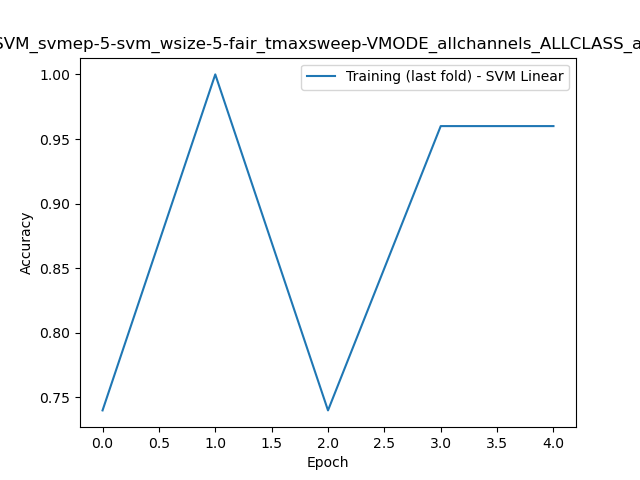 SVM_svmep-5-svm_wsize-5-fair_tmaxsweep-VMODE_allchannels_ALLCLASS_a
Training (last fold) - SVM Linear
1.00
0.95
0.90
0.85
0.80
0.75
Accuracy
0.0 0.5 1.0 1.5 2.0 2.5 3.0 3.5 4.0
Epoch